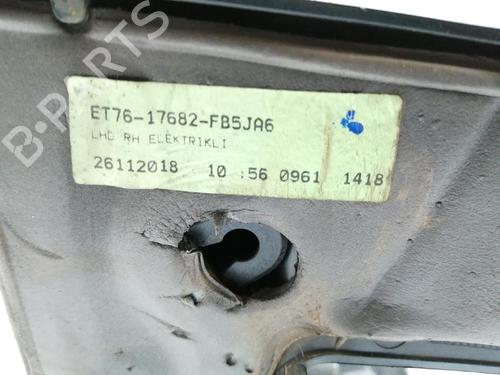 B-PARTS
ET76-17682-FB5JA6
LHD RH ELEKTRIKLI
26112018 10 :56 0961 1418